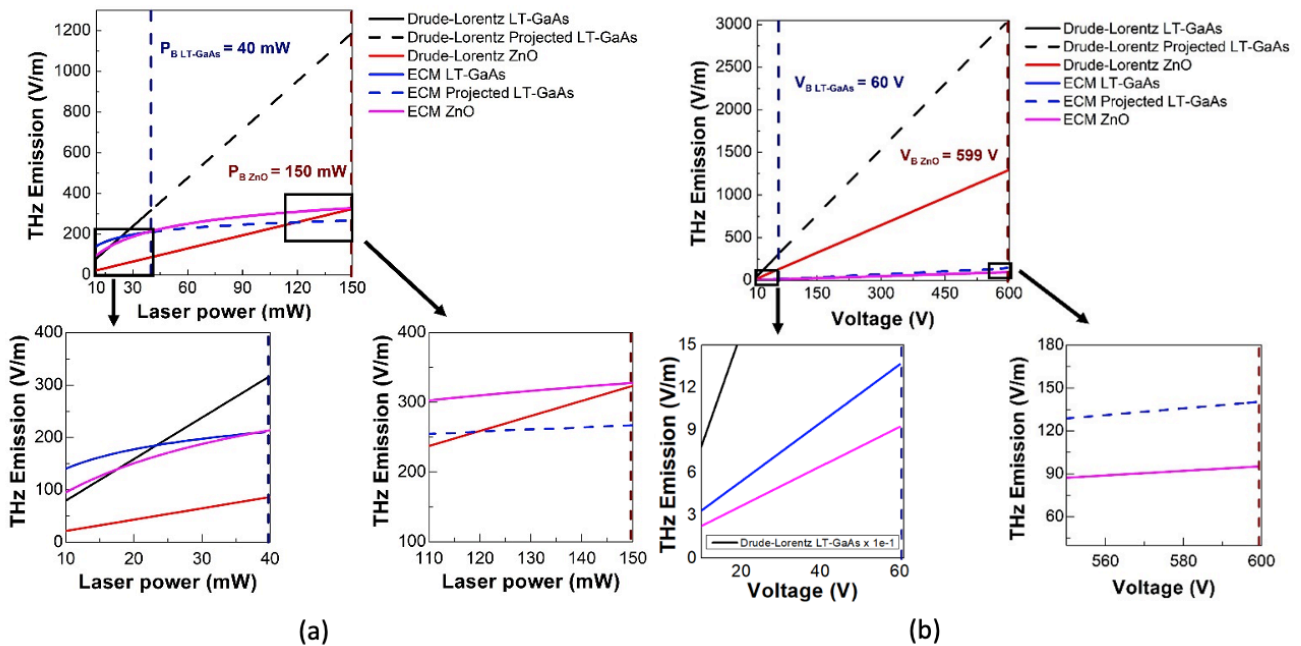 1200
1000
800
600
400
200
0
10
30
60
90
120
150
THz Emission (V/m)
Laser power (mW)
P_B LT-GaAs = 40 mW
P_B ZnO = 150 mW
Drude-Lorentz LT-GaAs
Drude-Lorentz Projected LT-GaAs
Drude-Lorentz ZnO
ECM LT-GaAs
ECM Projected LT-GaAs
ECM ZnO
400
300
200
100
0
10
20
30
40
THz Emission (V/m)
Laser power (mW)
400
300
200
100
110
120
130
140
150
THz Emission (V/m)
Laser power (mW)
(a)
3000
2500
2000
1500
1000
500
0
10
150
300
450
600
THz Emission (V/m)
Voltage (V)
V_B LT-GaAs = 60 V
V_B ZnO = 599 V
Drude-Lorentz LT-GaAs
Drude-Lorentz Projected LT-GaAs
Drude-Lorentz ZnO
ECM LT-GaAs
ECM Projected LT-GaAs
ECM ZnO
15
12
9
6
3
0
20
40
60
THz Emission (V/m)
Voltage (V)
Drude-Lorentz LT-GaAs x 1e-1
180
150
120
90
60
560
580
600
THz Emission (V/m)
Voltage (V)
(b)